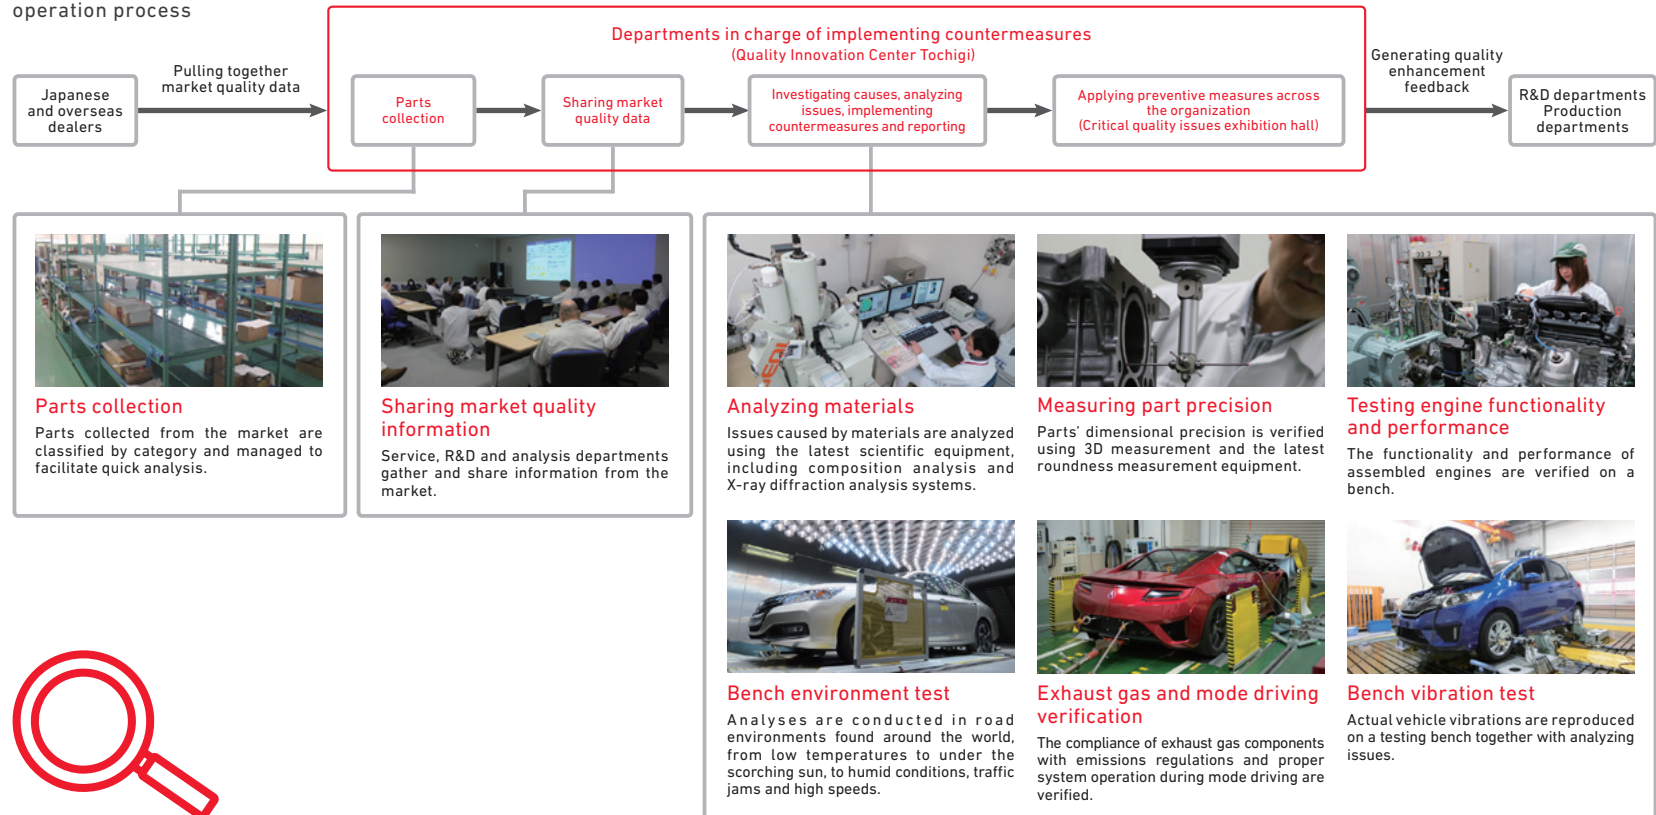 operation process
Departments in charge of implementing countermeasures
(Quality Innovation Center Tochigi)
Japanese
and overseas
dealers
Pulling together
market quality data
Parts
collection
Sharing market
quality data
Investigating causes, analyzing
issues, implementing
countermeasures and reporting
Applying preventive measures across
the organization
(Critical quality issues exhibition hall)
Generating quality
enhancement
feedback
R&D departments
Production
departments
Parts collection
Parts collected from the market are
classified by category and managed to
facilitate quick analysis.
Sharing market quality
information
Service, R&D and analysis departments
gather and share information from the
market.
Analyzing materials
Issues caused by materials are analyzed
using the latest scientific equipment,
including composition analysis and
X-ray diffraction analysis systems.
Measuring part precision
Parts’ dimensional precision is verified
using 3D measurement and the latest
roundness measurement equipment.
Testing engine functionality
and performance
The functionality and performance of
assembled engines are verified on a
bench.
Bench environment test
Analyses are conducted in road
environments found around the world,
from low temperatures to under the
scorching sun, to humid conditions, traffic
jams and high speeds.
Exhaust gas and mode driving
verification
The compliance of exhaust gas components
with emissions regulations and proper
system operation during mode driving are
verified.
Bench vibration test
Actual vehicle vibrations are reproduced
on a testing bench together with analyzing
issues.